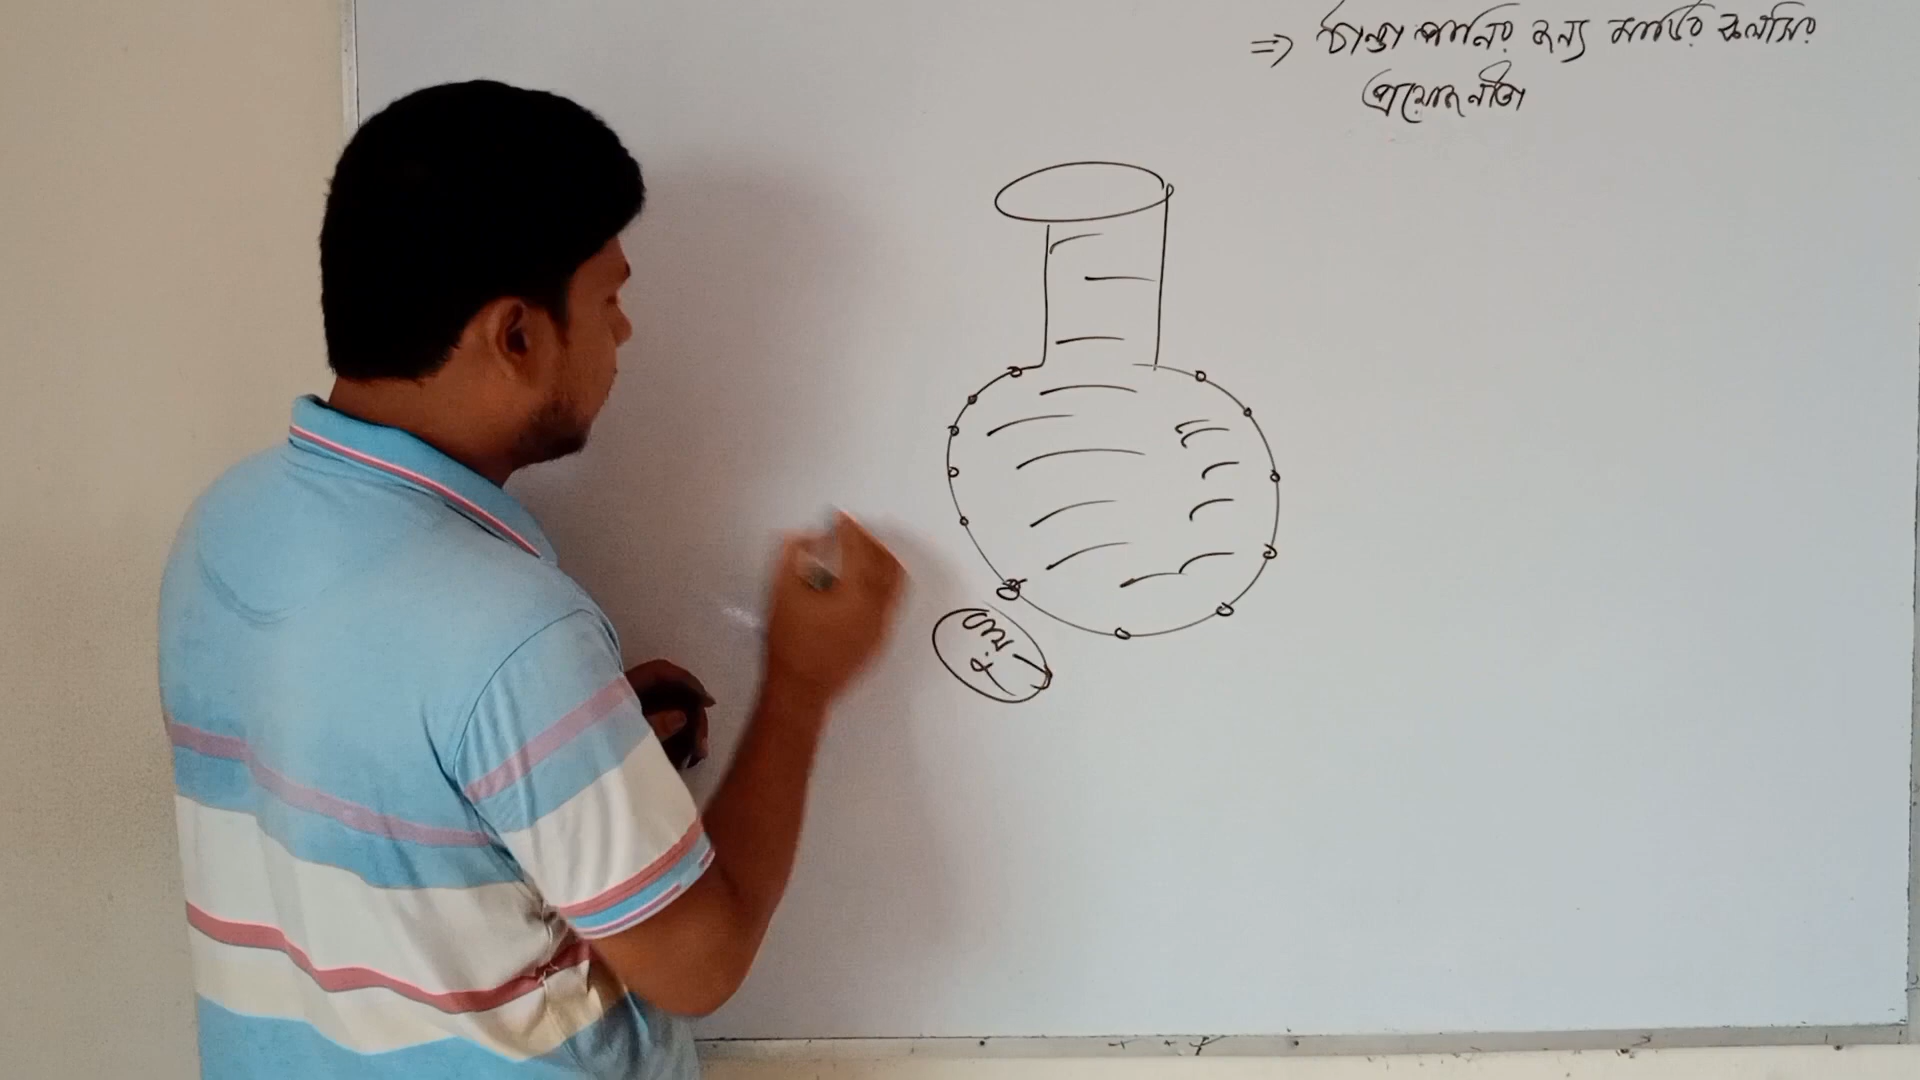 ⇒ ঠান্ডা পানির জন্য মাটির কলসির
প্রয়োজনীতা